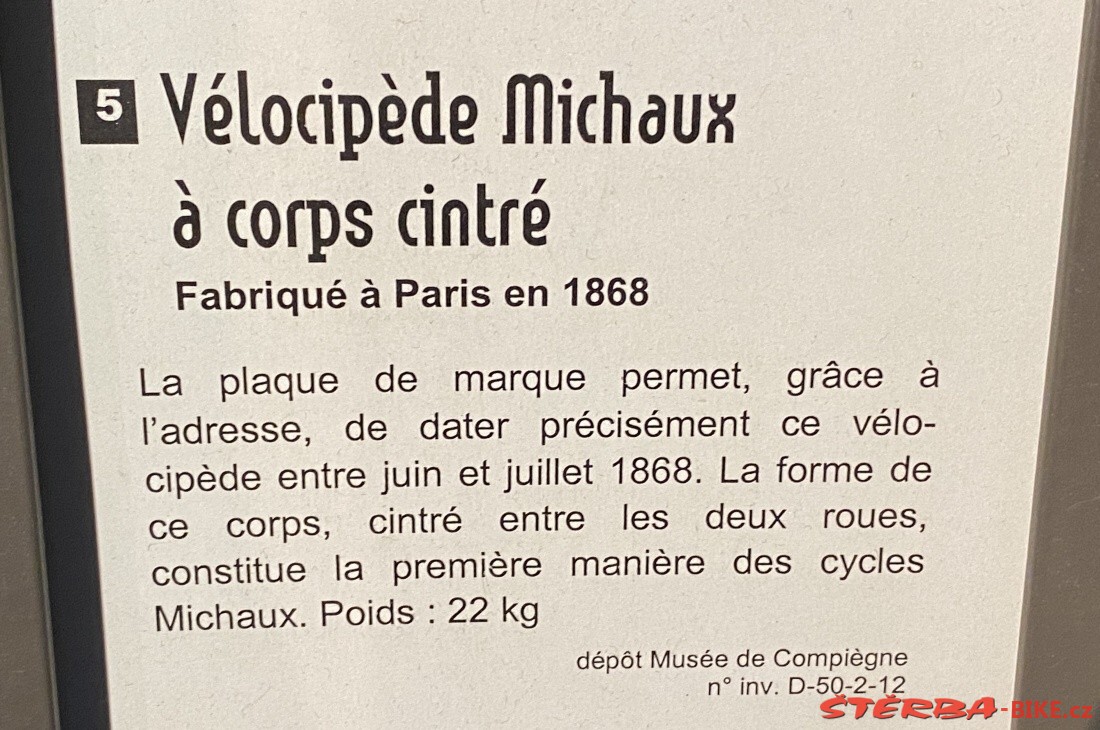 5 Vélocipède Michaux
à corps cintré
Fabriqué à Paris en 1868
La plaque de marque permet, grâce à
l'adresse, de dater précisément ce vélo-
cipède entre juin et juillet 1868. La forme de
ce corps, cintré entre les deux roues,
constitue la première manière des cycles
Michaux. Poids : 22 kg
dépôt Musée de Compiègne
n° inv. D-50-2-12
ŠTĚRBA-BIKE.cz